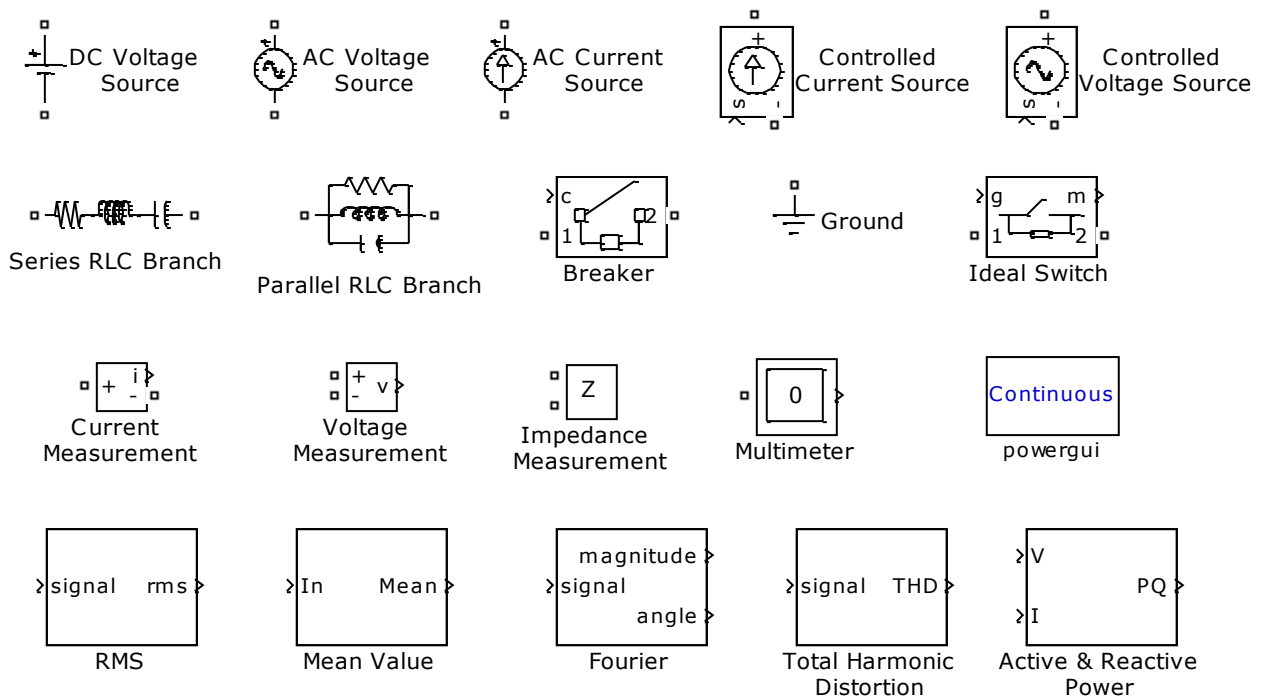 +
DC Voltage
Source
+
AC Voltage
Source
+
AC Current
Source
+
s -
Controlled
Current Source
+
s -
Controlled
Voltage Source
Series RLC Branch
Parallel RLC Branch
c
2
1
Breaker
Ground
g m
1 2
Ideal Switch
+ i
-
Current
Measurement
+
- v
Voltage
Measurement
Z
Impedance
Measurement
0
Multimeter
Continuous
powergui
signal rms
RMS
In Mean
Mean Value
magnitude
signal
angle
Fourier
signal THD
Total Harmonic
Distortion
V
PQ
I
Active & Reactive
Power